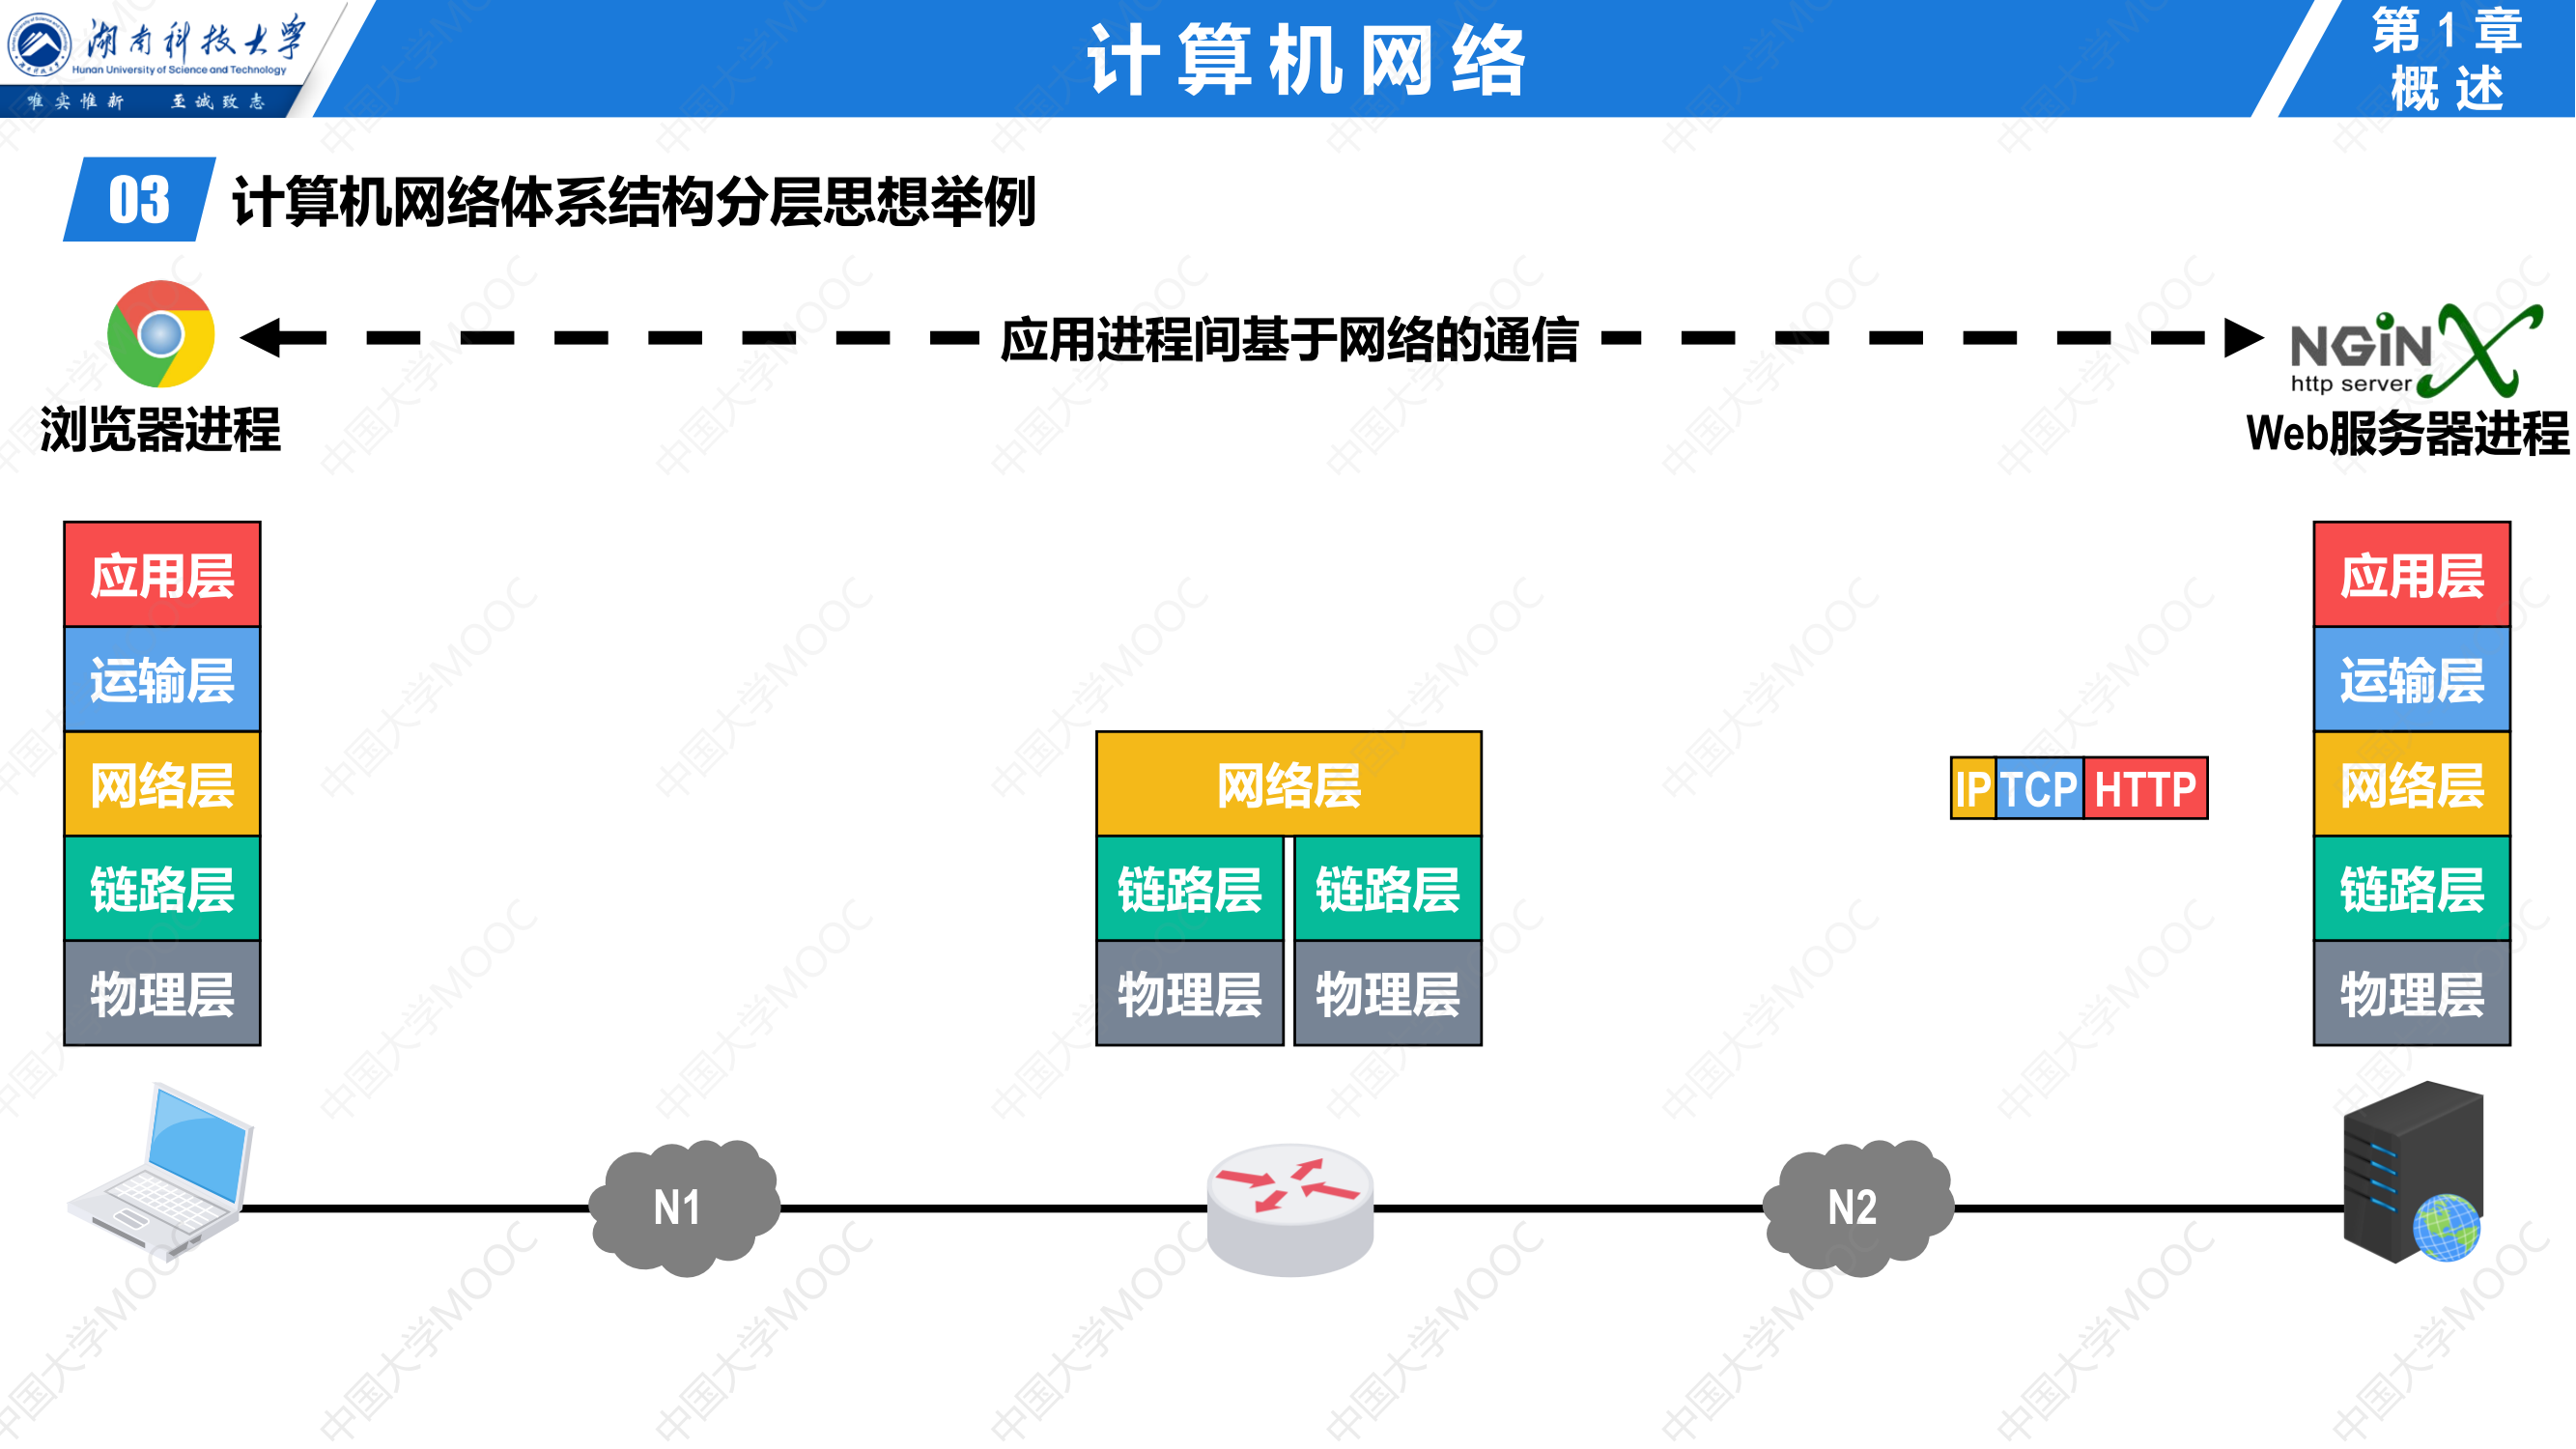 湖南科技大学
Hunan University of Science and Technology
唯实惟新 至诚致志
计算机网络
第1章
概述
03 计算机网络体系结构分层思想举例
应用进程间基于网络的通信
NGiNX
http server
浏览器进程
Web服务器进程
应用层
运输层
网络层
链路层
物理层
网络层
链路层 链路层
物理层 物理层
IP TCP HTTP
应用层
运输层
网络层
链路层
物理层
N1
N2
中国大学MOOC